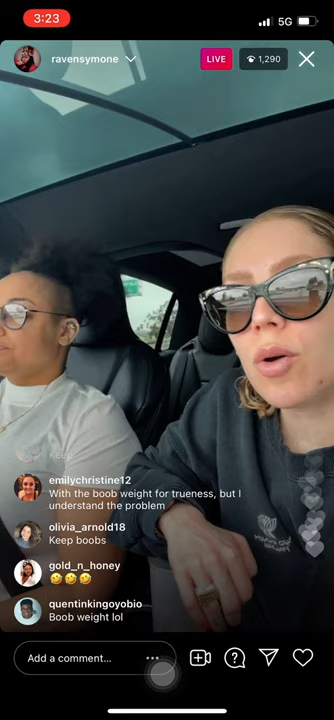 3:23
5G
ravensymone
LIVE
1,290
Keep
emilychristine12
With the boob weight for trueness, but I
understand the problem
olivia_arnold18
Keep boobs
gold_n_honey
🤣🤣🤣
quentinkingoyobio
Boob weight lol
Add a comment...